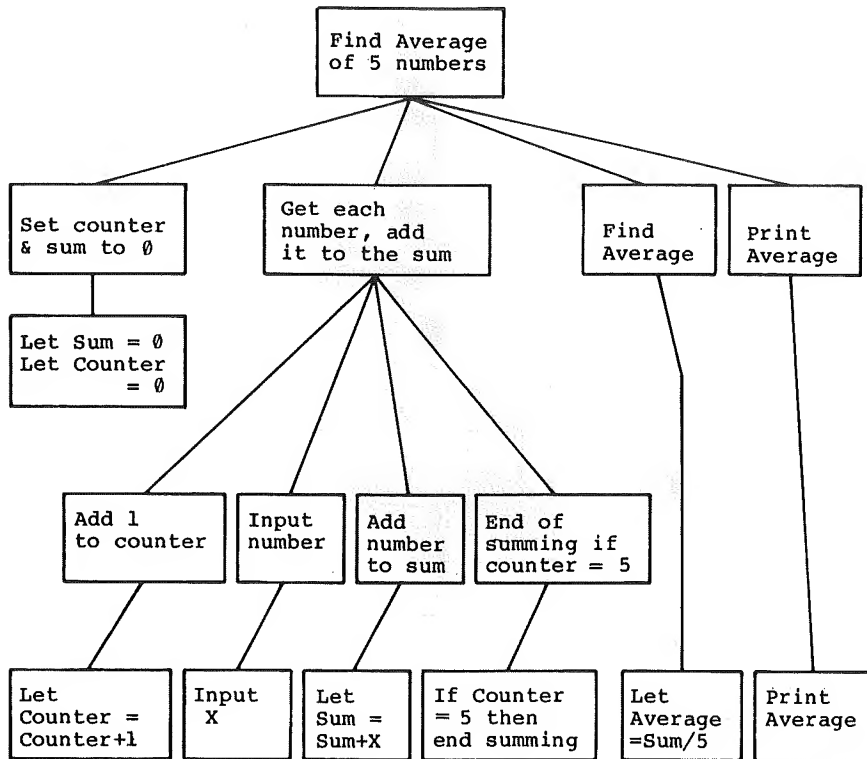 Find Average
of 5 numbers
Set counter
& sum to 0
Get each
number, add
it to the sum
Find
Average
Print
Average
Let Sum = 0
Let Counter
= 0
Add 1
to counter
Input
number
Add
number
to sum
End of
summing if
counter = 5
Let
Counter =
Counter+1
Input
X
Let
Sum =
Sum+X
If Counter
= 5 then
end summing
Let
Average
=Sum/5
Print
Average